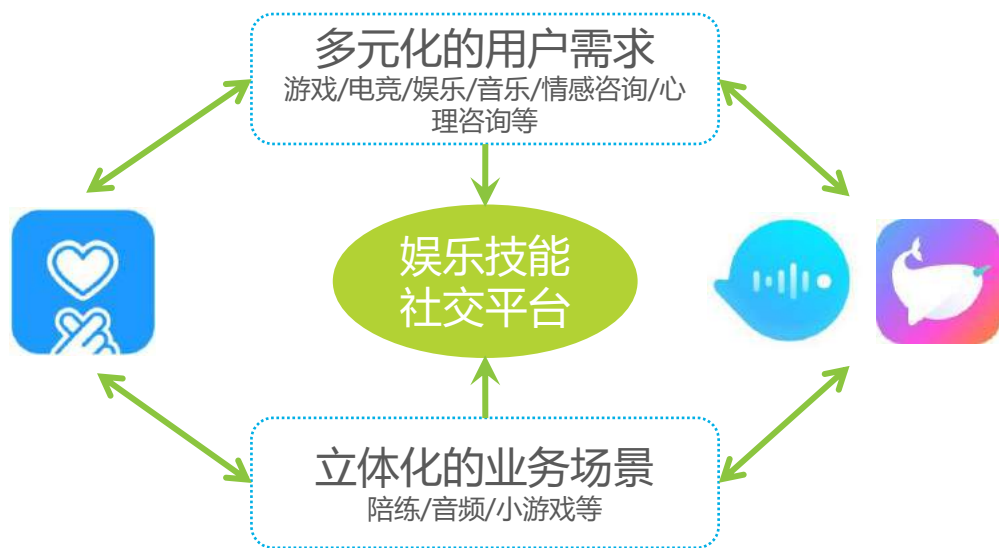 多元化的用户需求
游戏/电竞/娱乐/音乐/情感咨询/心
理咨询等
娱乐技能
社交平台
立体化的业务场景
陪练/音频/小游戏等